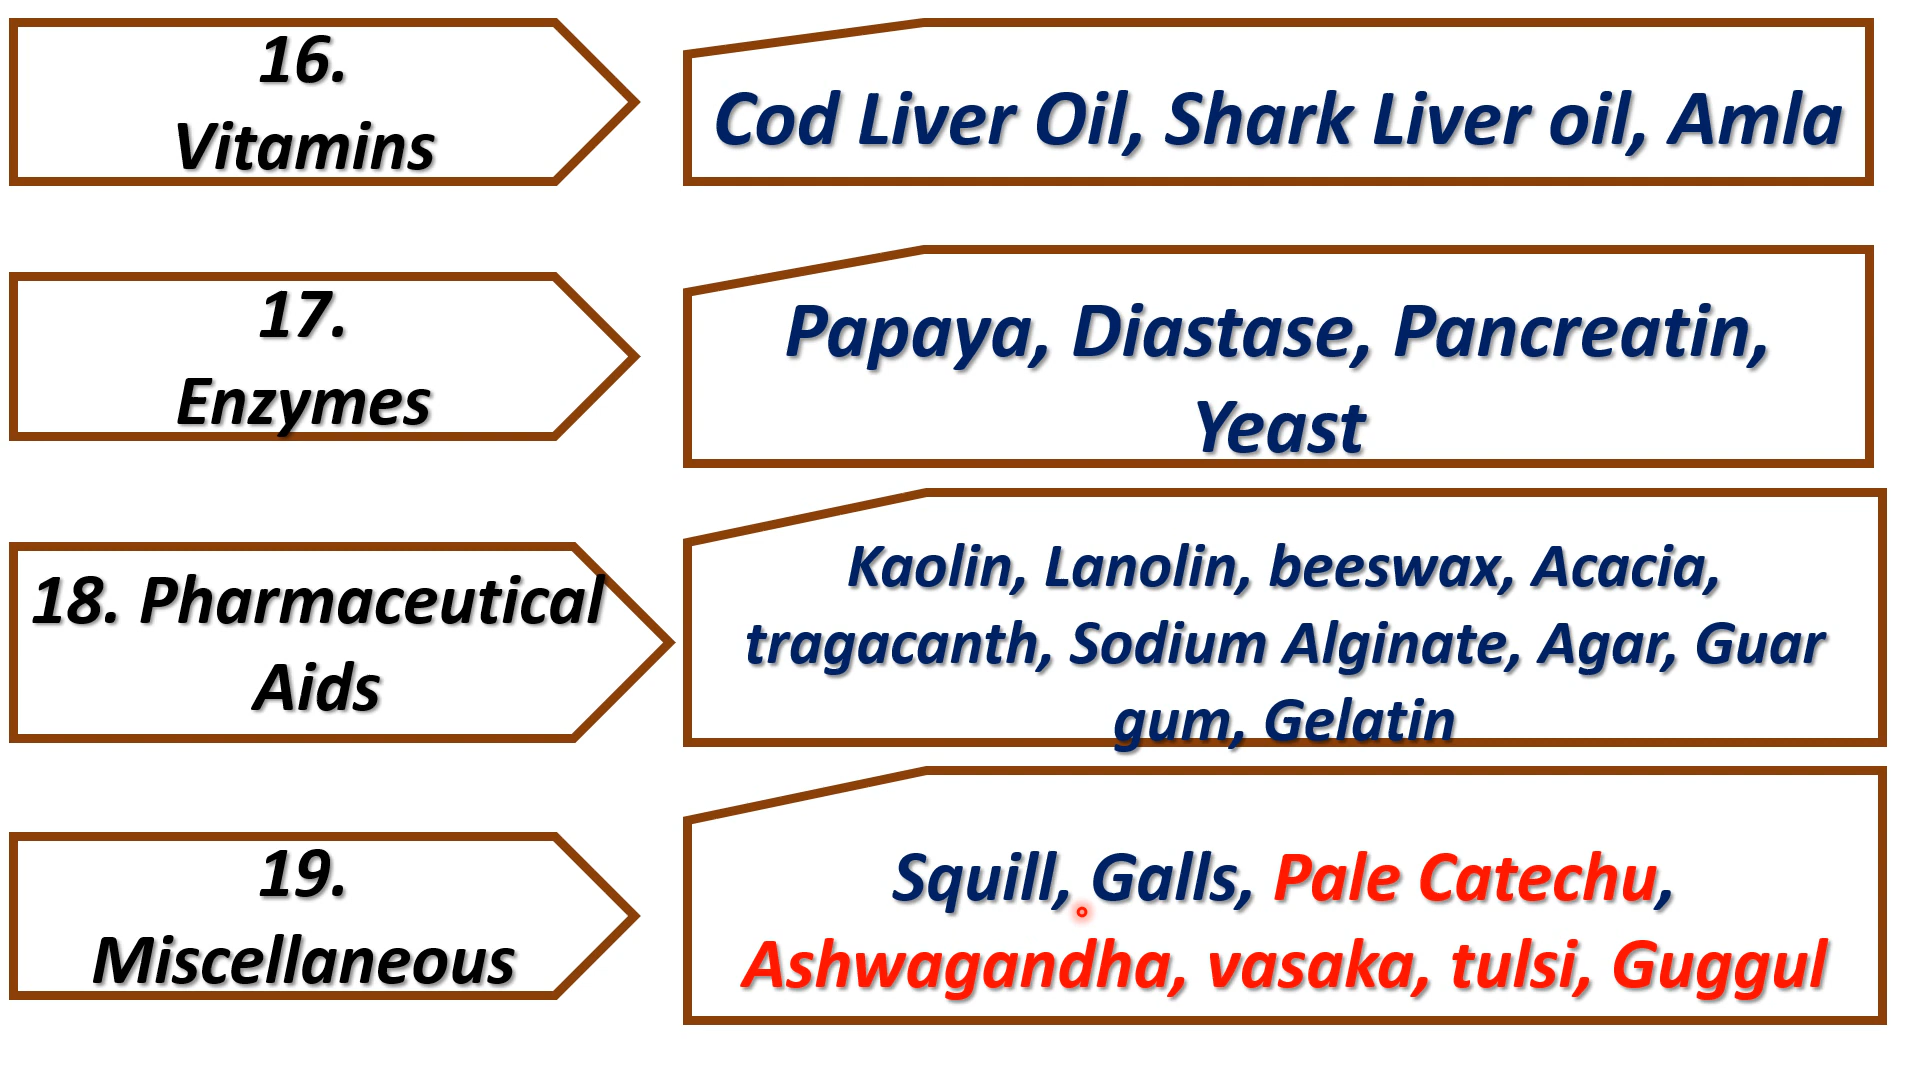 16.
Vitamins
Cod Liver Oil, Shark Liver oil, Amla
17.
Enzymes
Papaya, Diastase, Pancreatin,
Yeast
18. Pharmaceutical
Aids
Kaolin, Lanolin, beeswax, Acacia,
tragacanth, Sodium Alginate, Agar, Guar
gum, Gelatin
19.
Miscellaneous
Squill, Galls, Pale Catechu,
Ashwagandha, vasaka, tulsi, Guggul